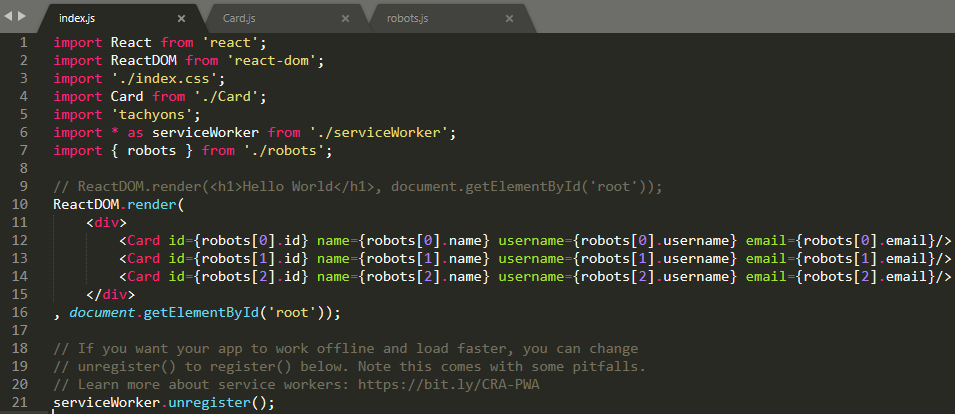 index.js × Card.js × robots.js ×
1 import React from 'react';
2 import ReactDOM from 'react-dom';
3 import './index.css';
4 import Card from './Card';
5 import 'tachyons';
6 import * as serviceWorker from './serviceWorker';
7 import { robots } from './robots';
8
9 // ReactDOM.render(<h1>Hello World</h1>, document.getElementById('root'));
10 ReactDOM.render(
11     <div>
12         <Card id={robots[0].id} name={robots[0].name} username={robots[0].username} email={robots[0].email}/>
13         <Card id={robots[1].id} name={robots[1].name} username={robots[1].username} email={robots[1].email}/>
14         <Card id={robots[2].id} name={robots[2].name} username={robots[2].username} email={robots[2].email}/>
15     </div>
16 , document.getElementById('root'));
17
18 // If you want your app to work offline and load faster, you can change
19 // unregister() to register() below. Note this comes with some pitfalls.
20 // Learn more about service workers: https://bit.ly/CRA-PWA
21 serviceWorker.unregister();